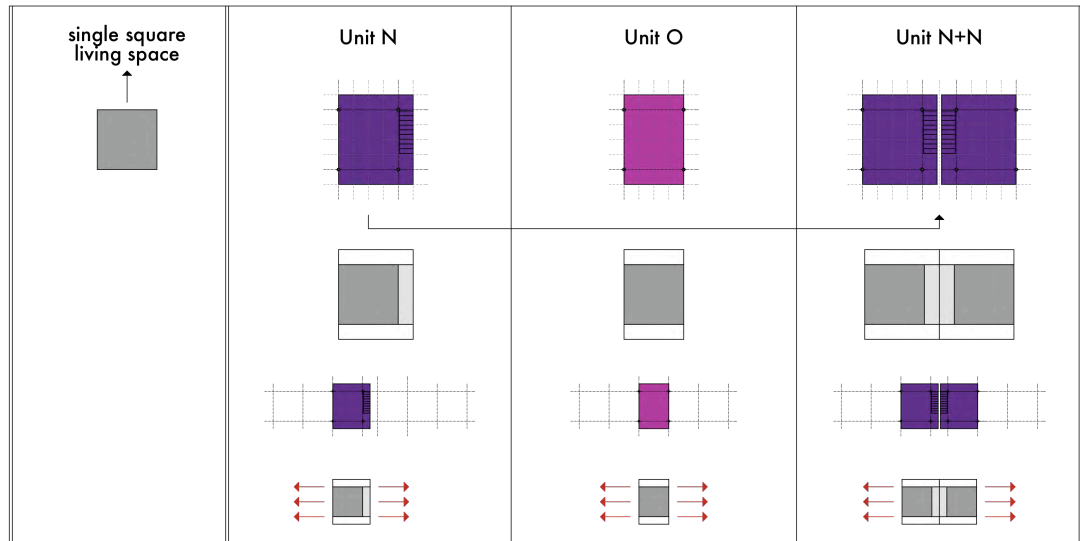 single square
living space
Unit N
Unit O
Unit N+N